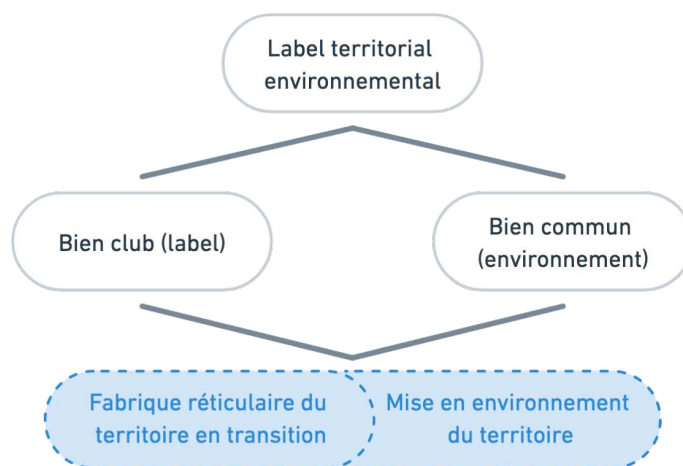 Label territorial
environnemental
Bien club (label)
Bien commun
(environnement)
Fabrique réticulaire du
territoire en transition
Mise en environnement
du territoire